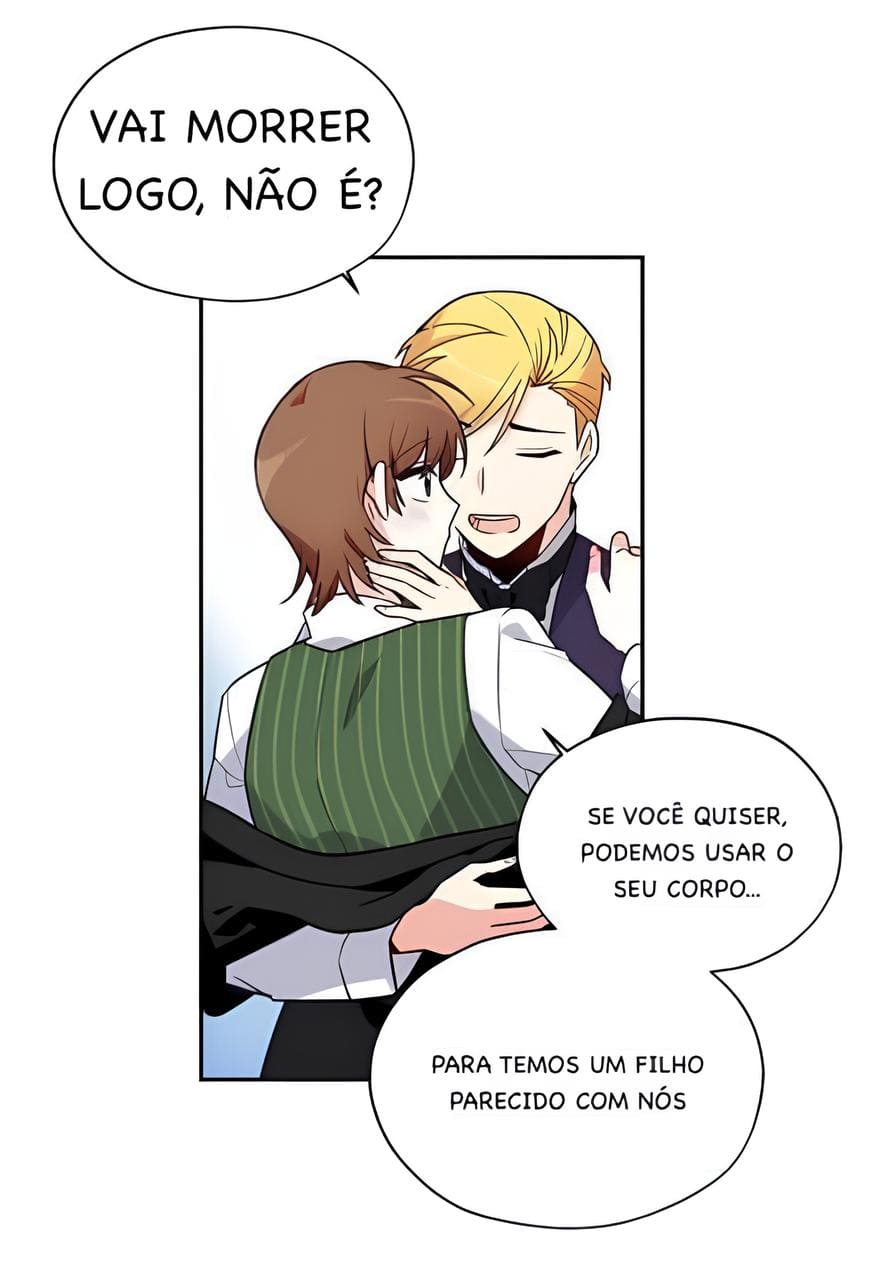 VAI MORRER
LOGO, NÃO É?
SE VOCÊ QUISER,
PODEMOS USAR O
SEU CORPO...
PARA TEMOS UM FILHO
PARECIDO COM NÓS